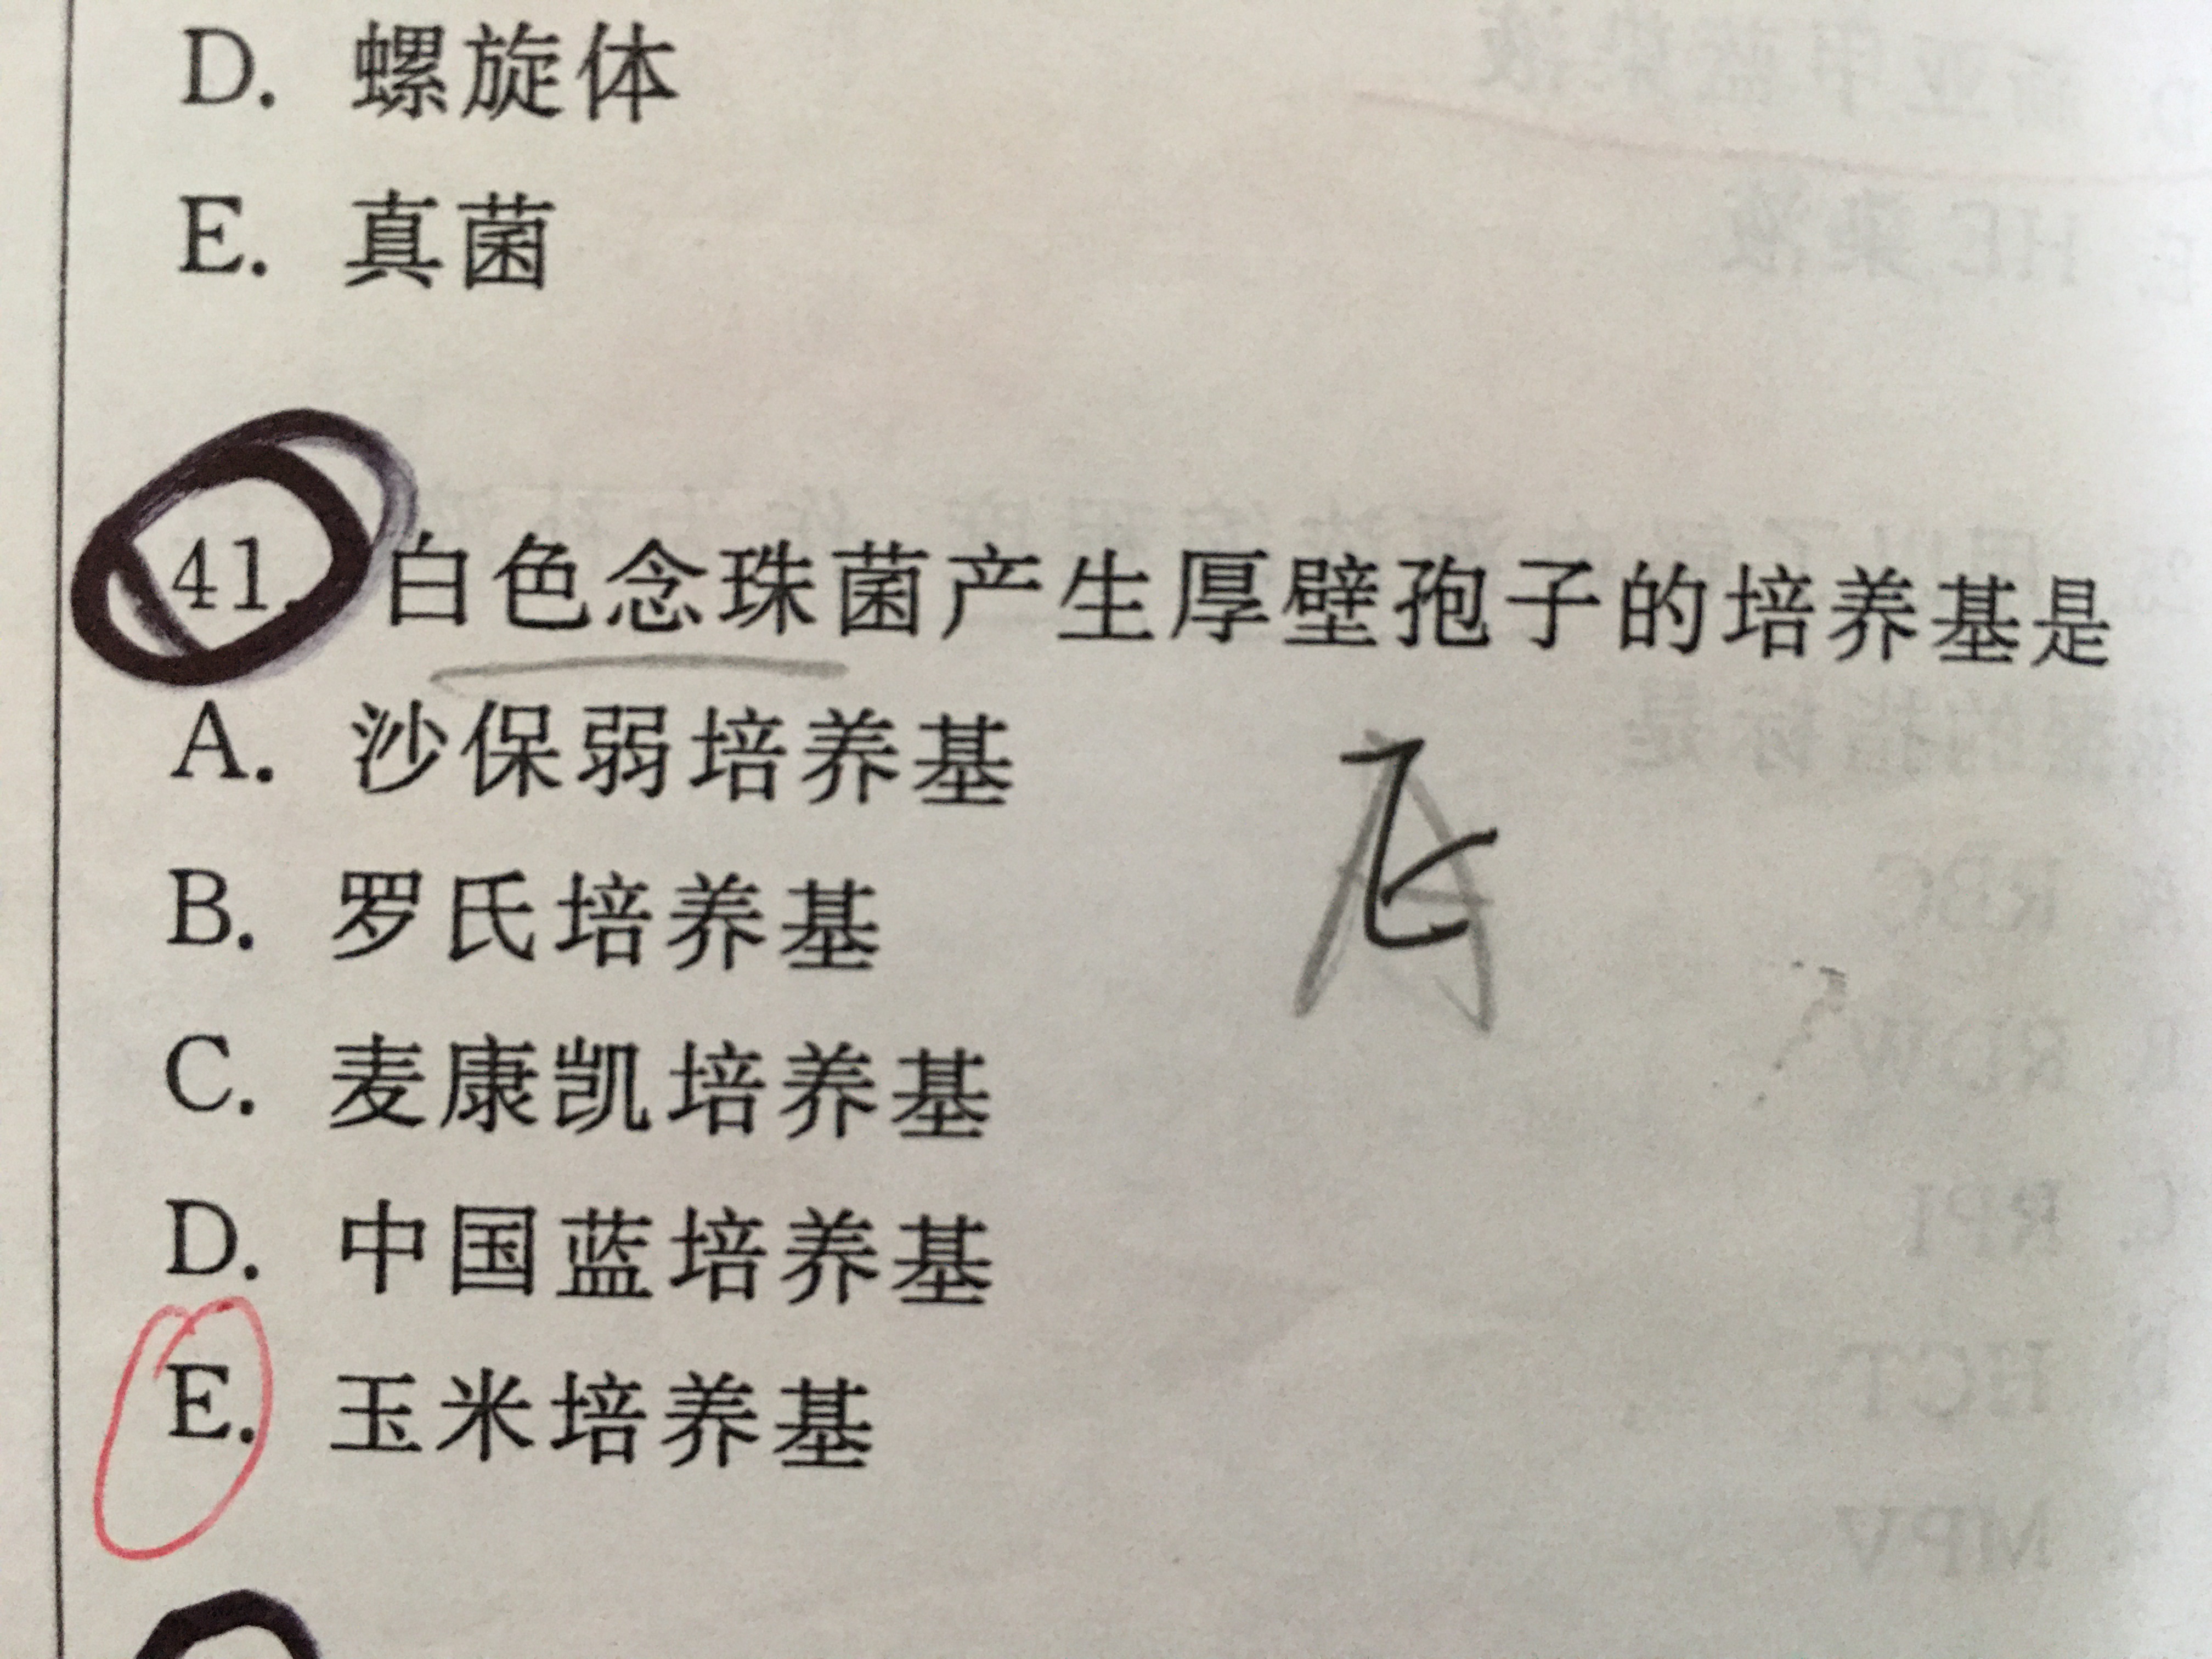 D. 螺旋体
E. 真菌
41. 白色念珠菌产生厚壁孢子的培养基是
A. 沙保弱培养基
B. 罗氏培养基
C. 麦康凯培养基
D. 中国蓝培养基
E. 玉米培养基